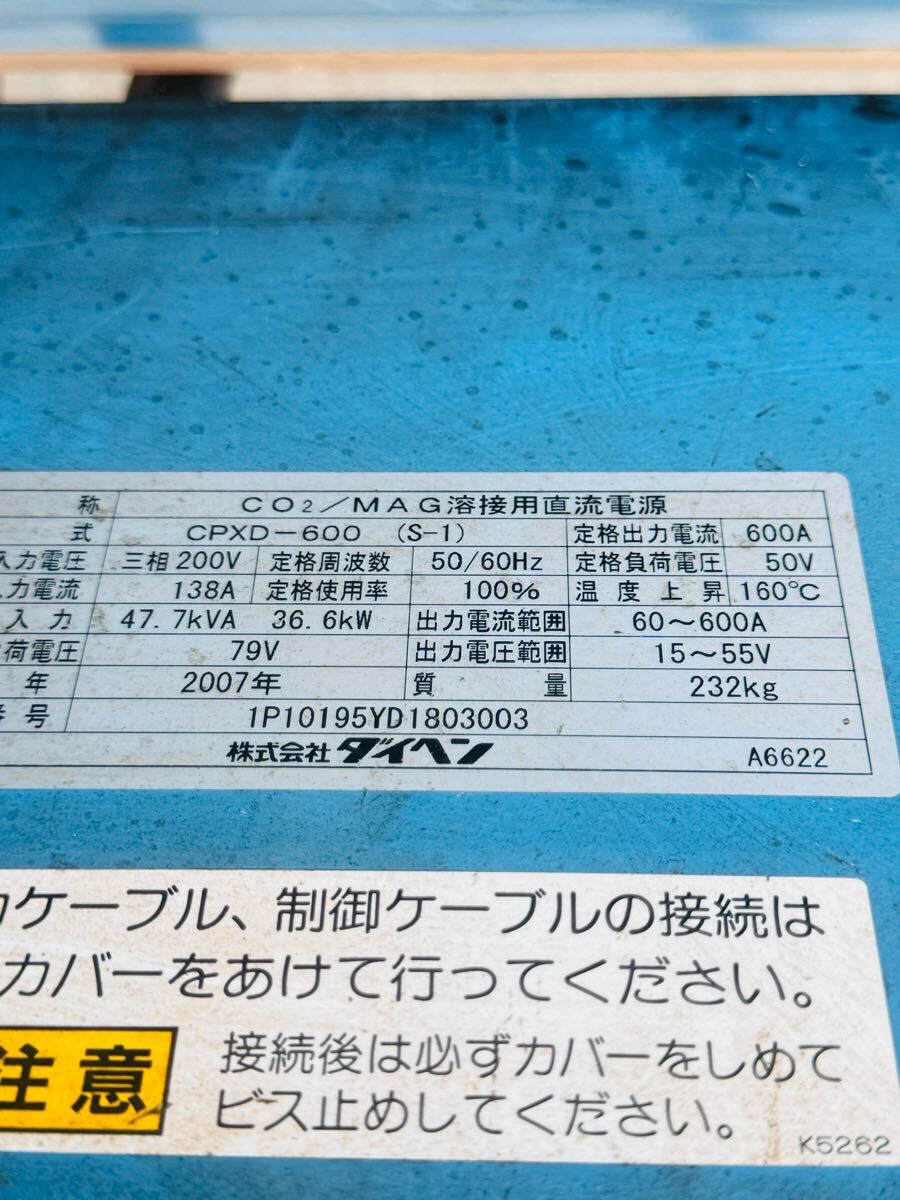 称 CO2/MAG溶接用直流電源
式 CPXD-600 (S-1) 定格出力電流 600A
入力電圧 三相200V 定格周波数 50/60Hz 定格負荷電圧 50V
力電流 138A 定格使用率 100% 温度上昇 160℃
入力 47.7kVA 36.6kW 出力電流範囲 60~600A
荷電圧 79V 出力電圧範囲 15~55V
年 2007年 質量 232kg
番号 1P10195YD1803003
株式会社 ダイヘン A6622
力ケーブル、制御ケーブルの接続は
カバーをあけて行ってください。
注意 接続後は必ずカバーをしめて
ビス止めしてください。
K5262